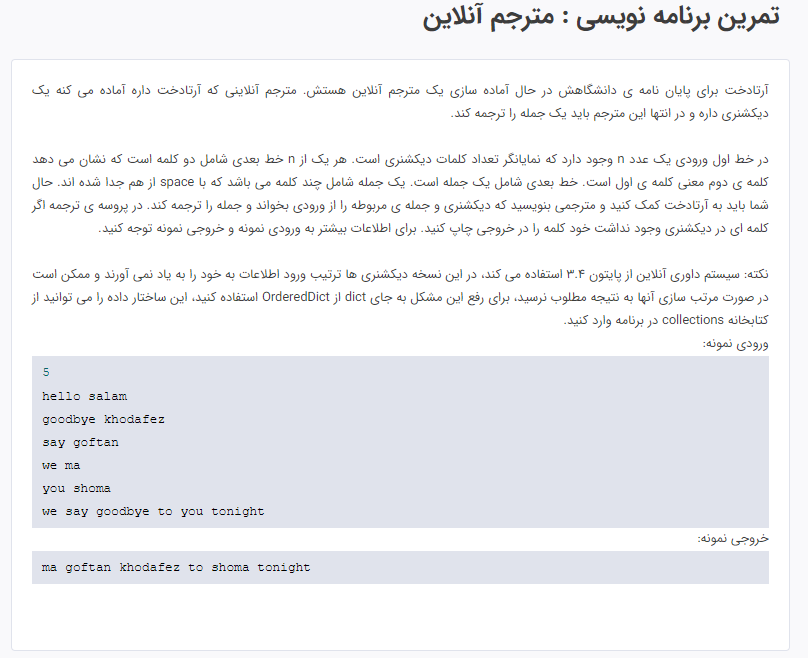 تمرین برنامه نویسی : مترجم آنلاین
آرتادخت برای پایان نامه ی دانشگاهش در حال آماده سازی یک مترجم آنلاین هستش. مترجم آنلاینی که آرتادخت داره آماده می کنه یک
دیکشنری داره و در انتها این مترجم باید یک جمله را ترجمه کند.
در خط اول ورودی یک عدد n وجود دارد که نمایانگر تعداد کلمات دیکشنری است. هر یک از n خط بعدی شامل دو کلمه است که نشان می دهد
کلمه ی دوم معنی کلمه ی اول است. خط بعدی شامل یک جمله است. یک جمله شامل چند کلمه می باشد که با space از هم جدا شده اند. حال
شما باید به آرتادخت کمک کنید و مترجمی بنویسید که دیکشنری و جمله ی مربوطه را از ورودی بخواند و جمله را ترجمه کند. در پروسه ی ترجمه اگر
کلمه ای در دیکشنری وجود نداشت خود کلمه را در خروجی چاپ کنید. برای اطلاعات بیشتر به ورودی نمونه و خروجی نمونه توجه کنید.
نکته: سیستم داوری آنلاین از پایتون ۳.۴ استفاده می کند، در این نسخه دیکشنری ها ترتیب ورود اطلاعات به خود را به یاد نمی آورند و ممکن است
در صورت مرتب سازی آنها به نتیجه مطلوب نرسید، برای رفع این مشکل به جای dict از OrderedDict استفاده کنید، این ساختار داده را می توانید از
کتابخانه collections در برنامه وارد کنید.
ورودی نمونه:
5
hello salam
goodbye khodafez
say goftan
we ma
you shoma
we say goodbye to you tonight
خروجی نمونه:
ma goftan khodafez to shoma tonight